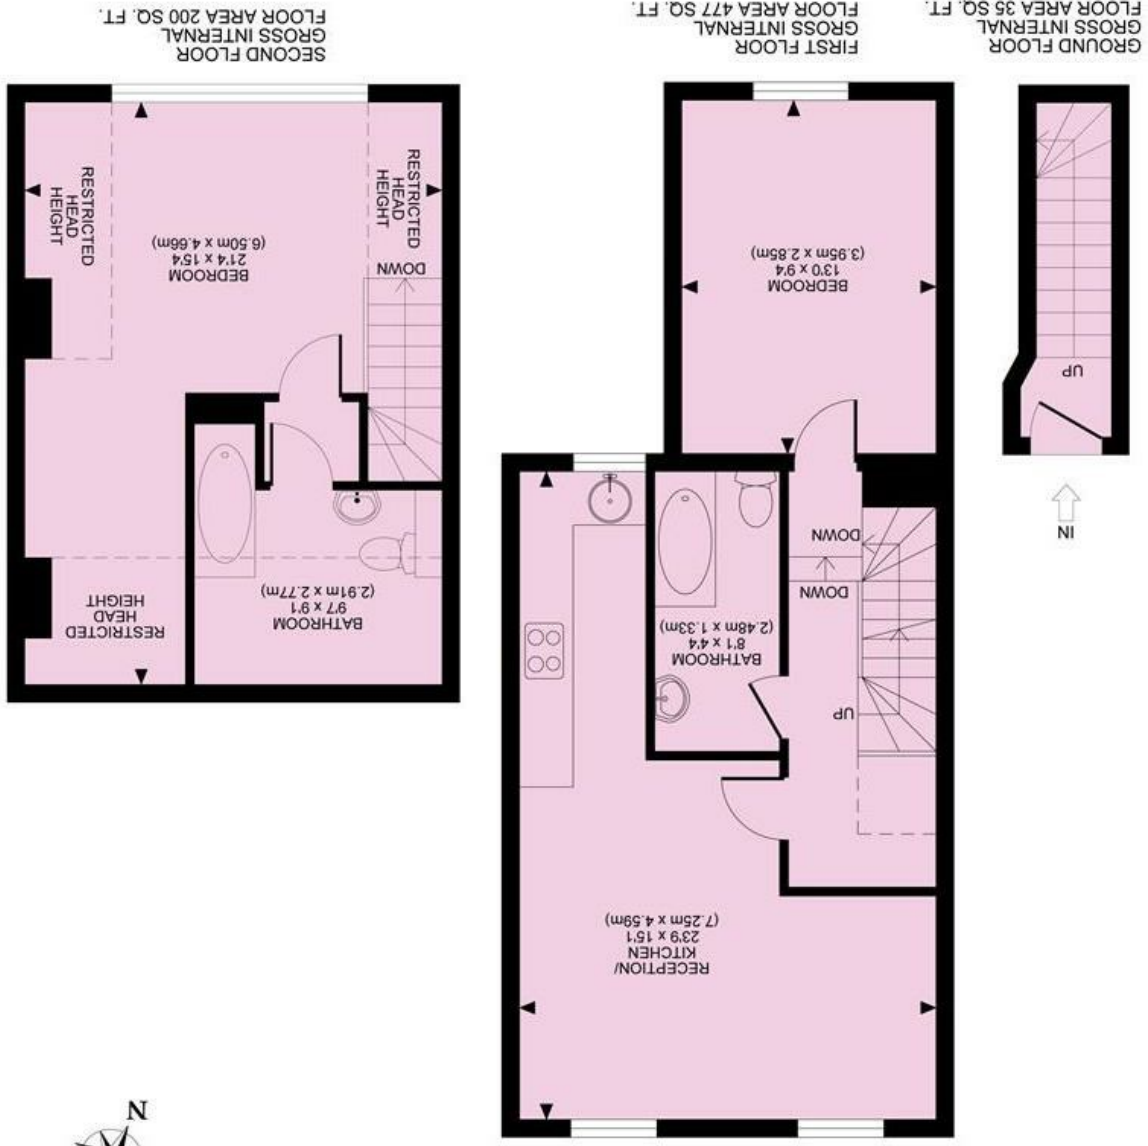 N
IN
UP
GROUND FLOOR
GROSS INTERNAL
FLOOR AREA 35 SQ. FT.
RECEPTION/
KITCHEN
23'9 x 15'1
(7.25m x 4.59m)
UP
BATHROOM
8'1 x 4'4
(2.48m x 1.33m)
DOWN
DOWN
BEDROOM
13'0 x 9'4
(3.95m x 2.85m)
FIRST FLOOR
GROSS INTERNAL
FLOOR AREA 477 SQ. FT.
BATHROOM
9'7 x 9'1
(2.91m x 2.77m)
RESTRICTED
HEAD
HEIGHT
DOWN
BEDROOM
21'4 x 15'4
(6.50m x 4.66m)
RESTRICTED
HEAD
HEIGHT
RESTRICTED
HEAD
HEIGHT
SECOND FLOOR
GROSS INTERNAL
FLOOR AREA 200 SQ. FT.